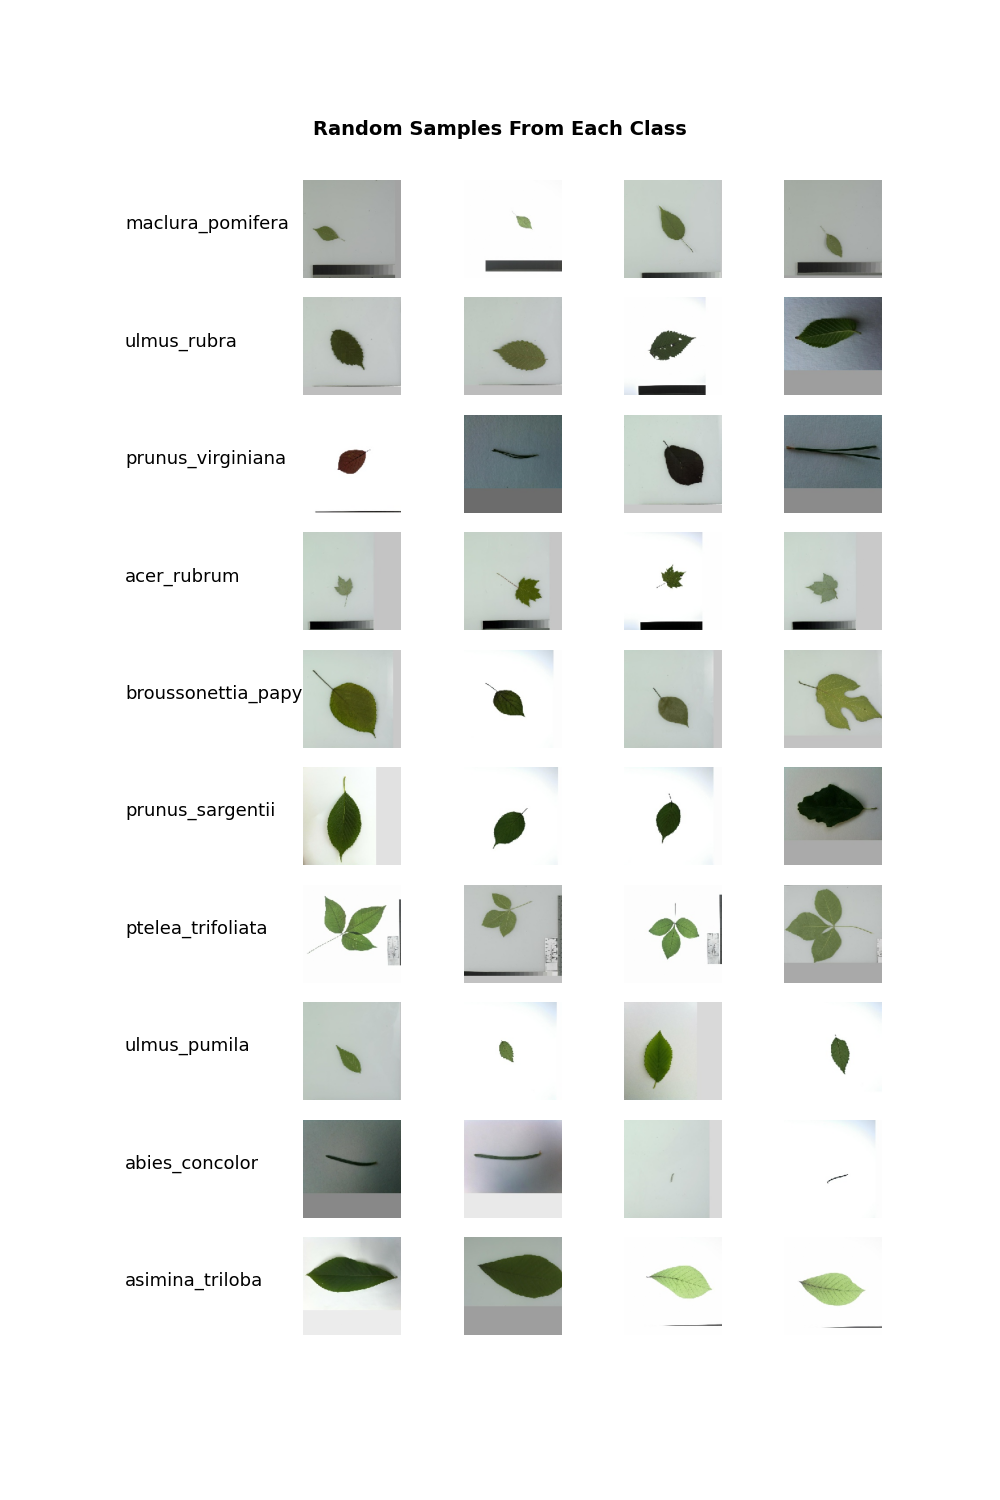 Random Samples From Each Class
maclura_pomifera
ulmus_rubra
prunus_virginiana
acer_rubrum
broussonettia_papy
prunus_sargentii
ptelea_trifoliata
ulmus_pumila
abies_concolor
asimina_triloba